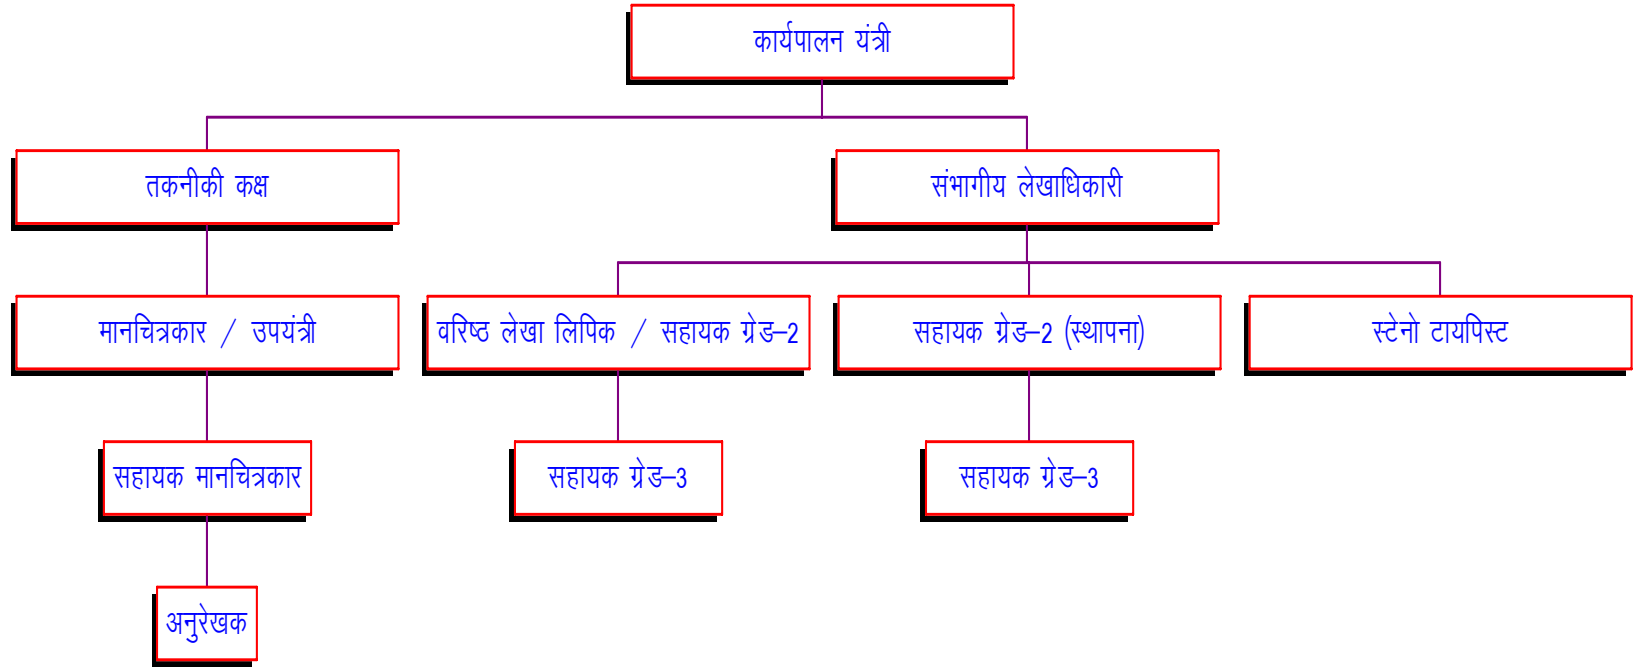 कार्यपालन यंत्री
तकनीकी कक्ष
संभागीय लेखाधिकारी
मानचित्रकार / उपयंत्री
वरिष्ठ लेखा लिपिक / सहायक ग्रेड–2
सहायक ग्रेड–2 (स्थापना)
स्टेनो टायपिस्ट
सहायक मानचित्रकार
सहायक ग्रेड–3
सहायक ग्रेड–3
अनुरेखक